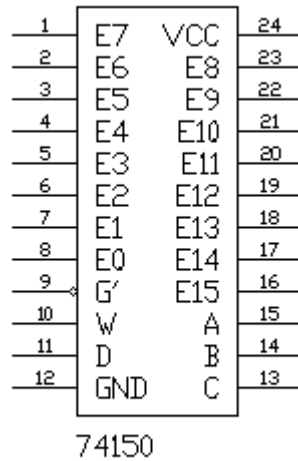 1 E7 VCC 24
2 E6 E8 23
3 E5 E9 22
4 E4 E10 21
5 E3 E11 20
6 E2 E12 19
7 E1 E13 18
8 E0 E14 17
9 G' E15 16
10 W A 15
11 D B 14
12 GND C 13
74150